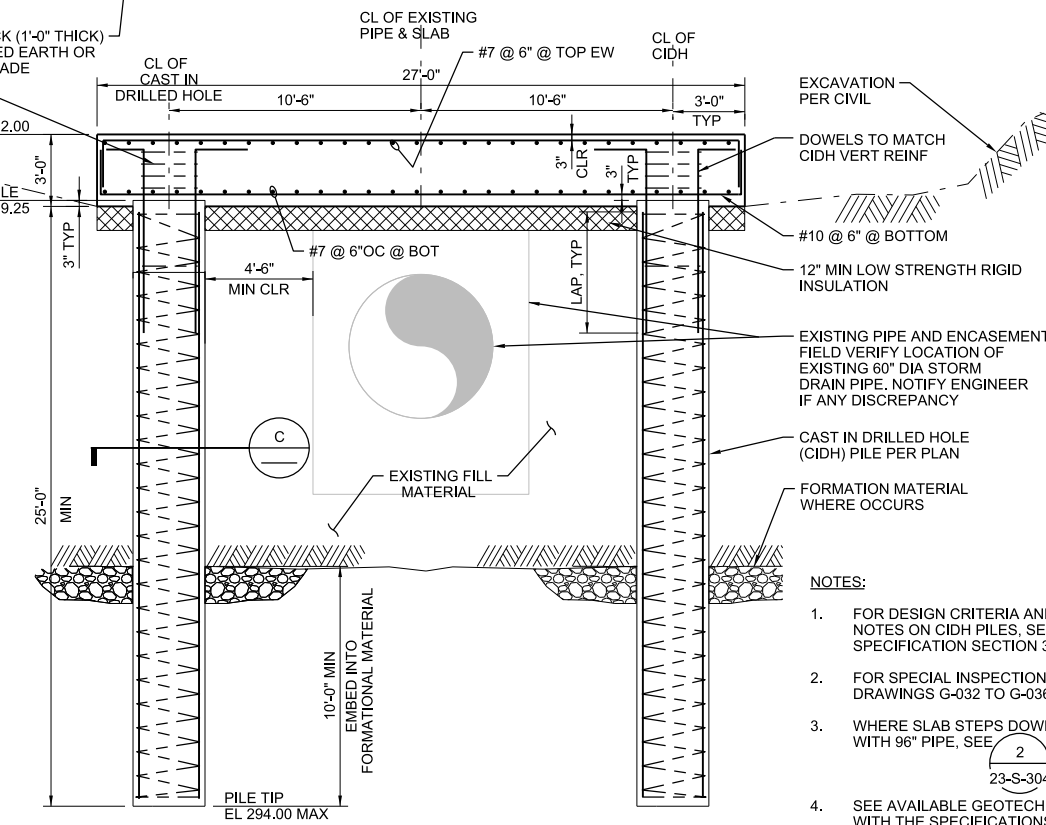 CK (1'-0" THICK)
ED EARTH OR
ADE
CL OF
CAST IN
DRILLED HOLE
CL OF EXISTING
PIPE & SLAB
#7 @ 6" @ TOP EW
CL OF
CIDH
27'-0"
10'-6"
10'-6"
3'-0"
TYP
EXCAVATION
PER CIVIL
2.00
3'-0"
3"
CLR
3"
TYP
DOWELS TO MATCH
CIDH VERT REINF
LE
9.25
3" TYP
#7 @ 6"OC @ BOT
#10 @ 6" @ BOTTOM
4'-6"
MIN CLR
LAP, TYP
12" MIN LOW STRENGTH RIGID
INSULATION
EXISTING PIPE AND ENCASEMENT
FIELD VERIFY LOCATION OF
EXISTING 60" DIA STORM
DRAIN PIPE. NOTIFY ENGINEER
IF ANY DISCREPANCY
C
CAST IN DRILLED HOLE
(CIDH) PILE PER PLAN
EXISTING FILL
MATERIAL
FORMATION MATERIAL
WHERE OCCURS
25'-0"
MIN
10'-0" MIN
EMBED INTO
FORMATIONAL MATERIAL
PILE TIP
EL 294.00 MAX
NOTES:
1. FOR DESIGN CRITERIA AND
NOTES ON CIDH PILES, SE
SPECIFICATION SECTION 3
2. FOR SPECIAL INSPECTION
DRAWINGS G-032 TO G-036
3. WHERE SLAB STEPS DOW
WITH 96" PIPE, SEE
2
23-S-304
4. SEE AVAILABLE GEOTECH
WITH THE SPECIFICATIONS